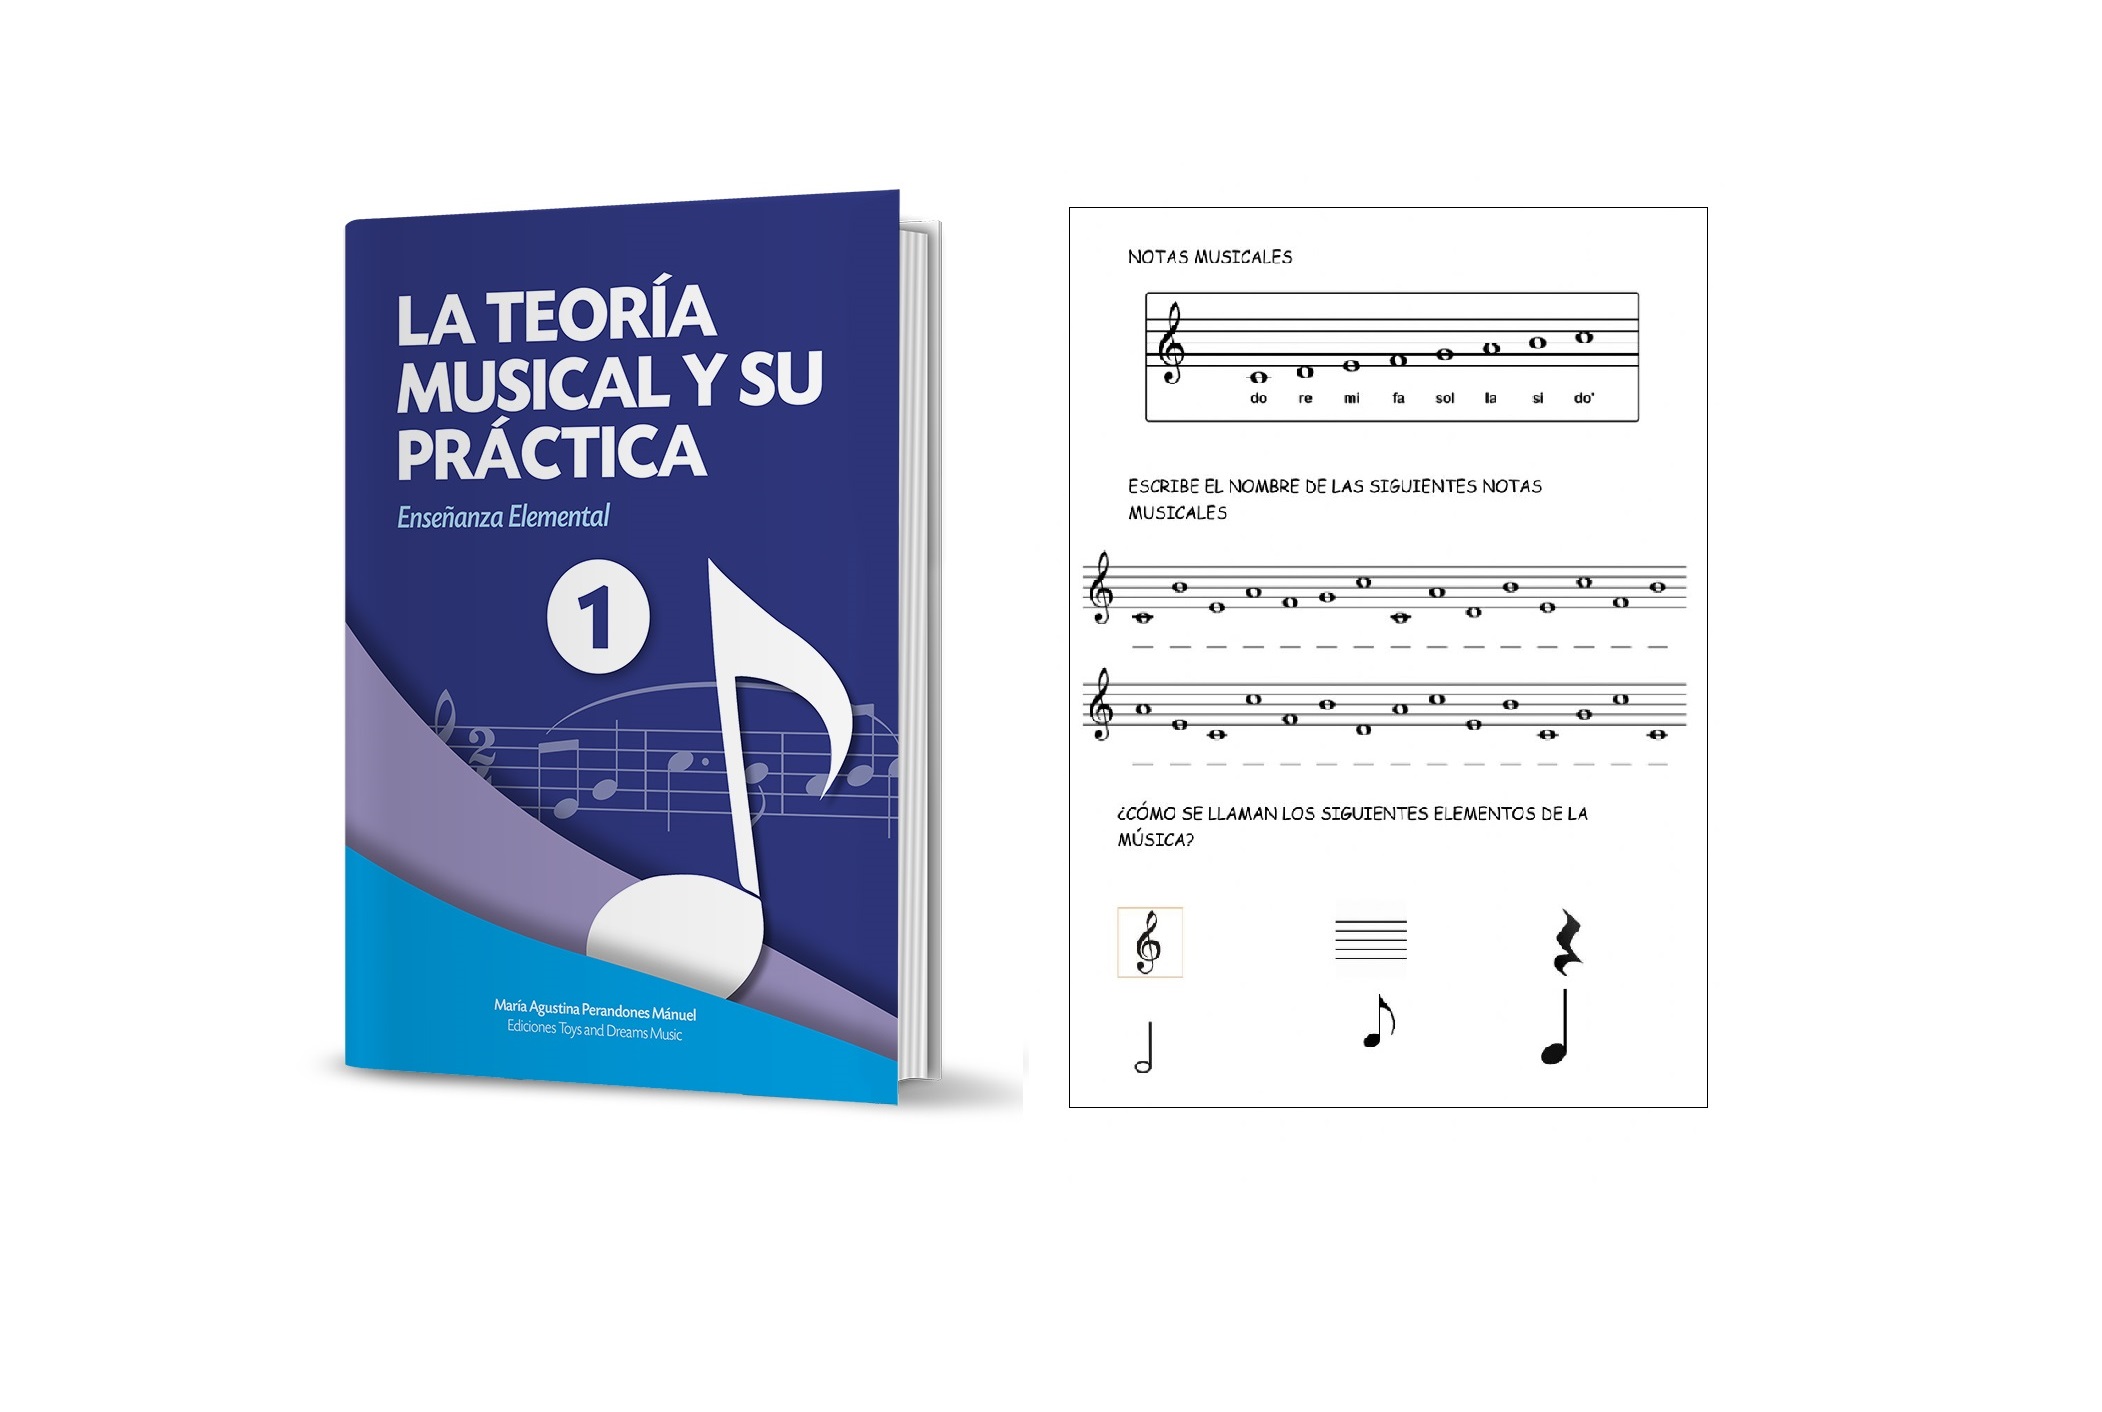 LA TEORÍA
MUSICAL Y SU
PRÁCTICA
Enseñanza Elemental
1
2
2
María Agustina Perandones Mánuel
Ediciones Toys and Dreams Music
NOTAS MUSICALES
do re mi fa sol la si do'
ESCRIBE EL NOMBRE DE LAS SIGUIENTES NOTAS
MUSICALES
¿CÓMO SE LLAMAN LOS SIGUIENTES ELEMENTOS DE LA
MÚSICA?